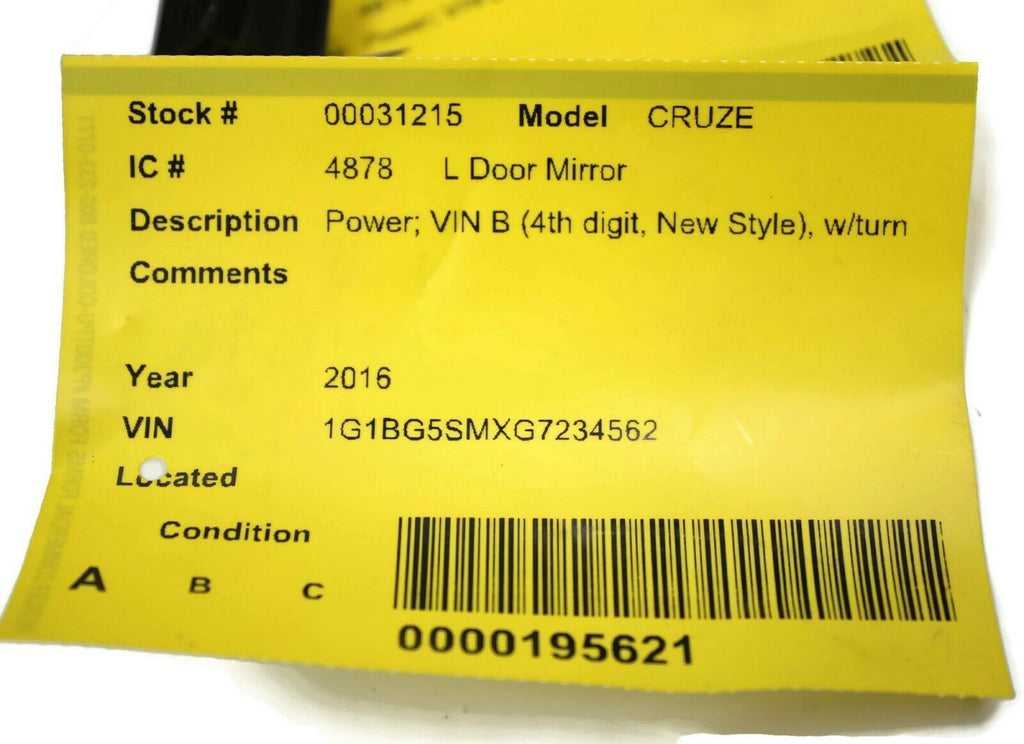 Stock # 00031215 Model CRUZE
IC # 4878 L Door Mirror
Description Power; VIN B (4th digit, New Style), w/turn
Comments
Year 2016
VIN 1G1BG5SMXG7234562
Located
Condition
A B C
0000195621